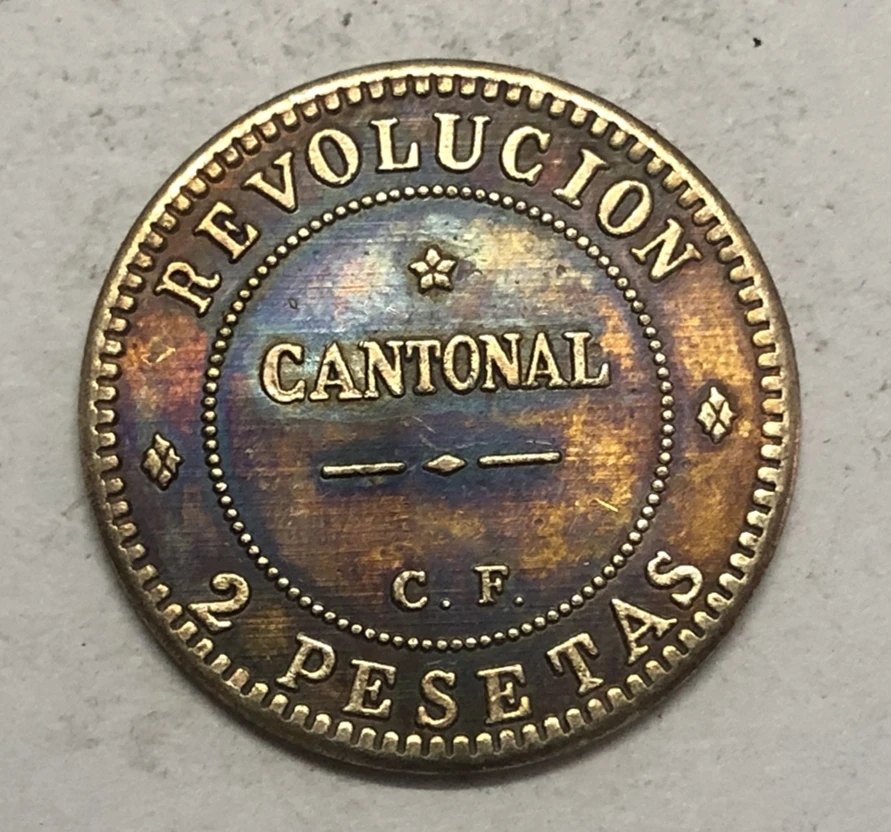 REVOLUCION
CANTONAL
C. F.
2 PESETAS